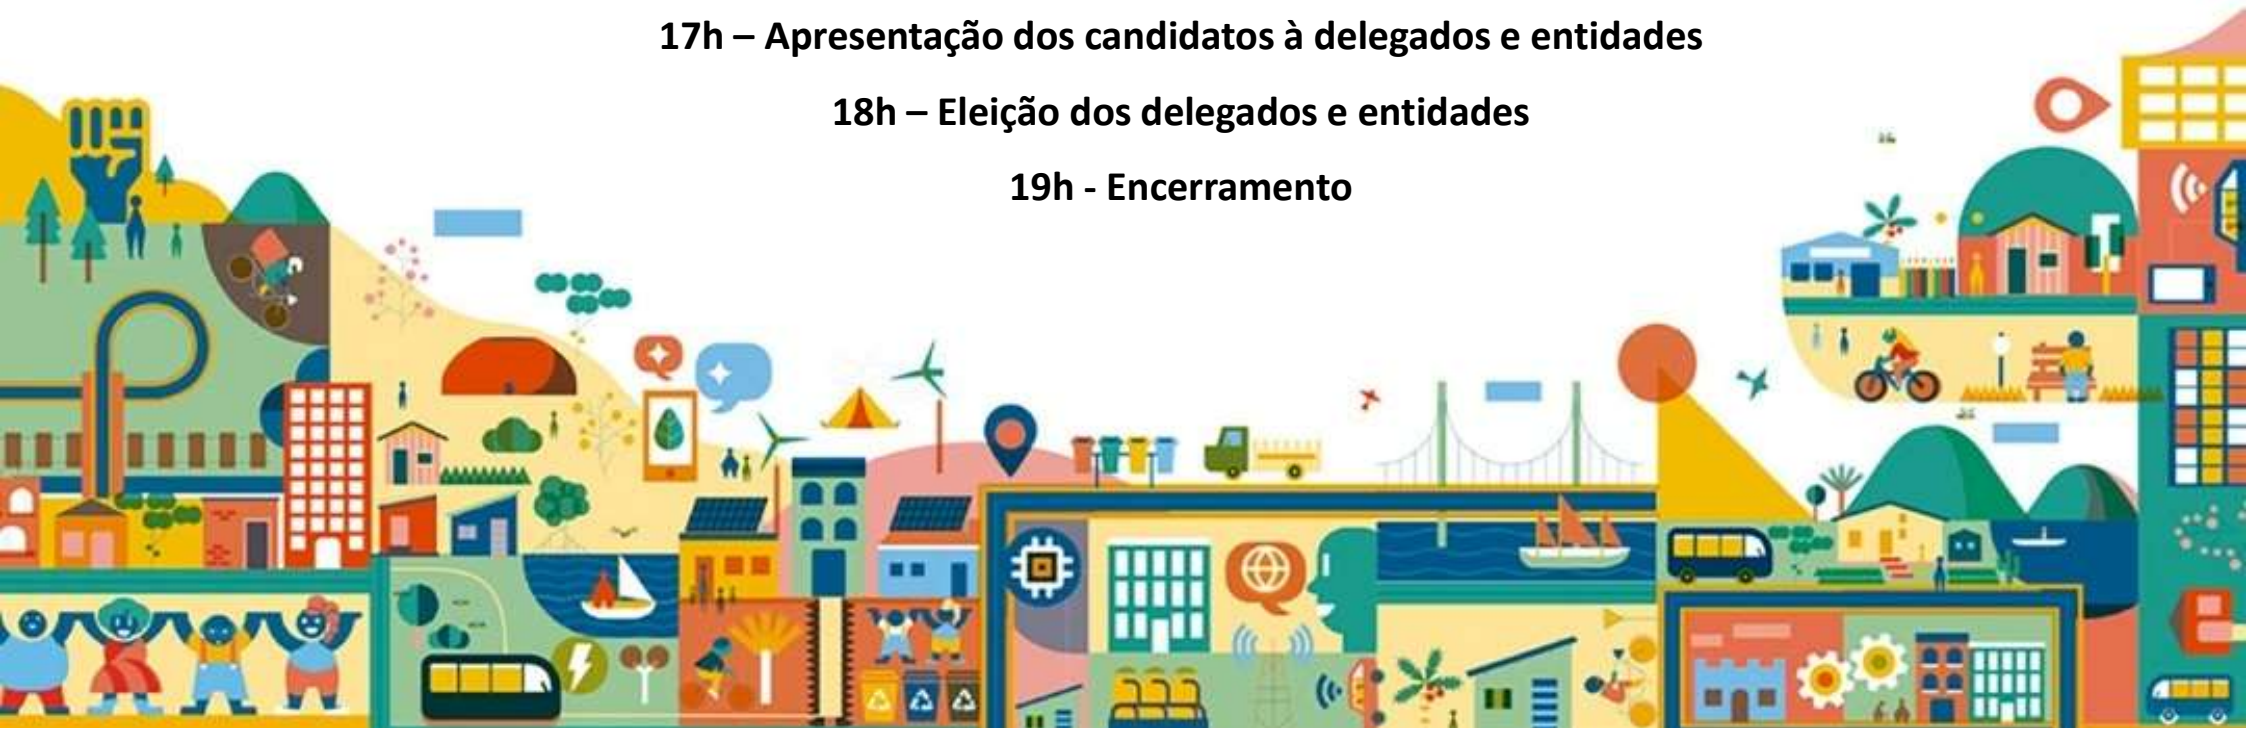 17h – Apresentação dos candidatos à delegados e entidades
18h – Eleição dos delegados e entidades
19h - Encerramento